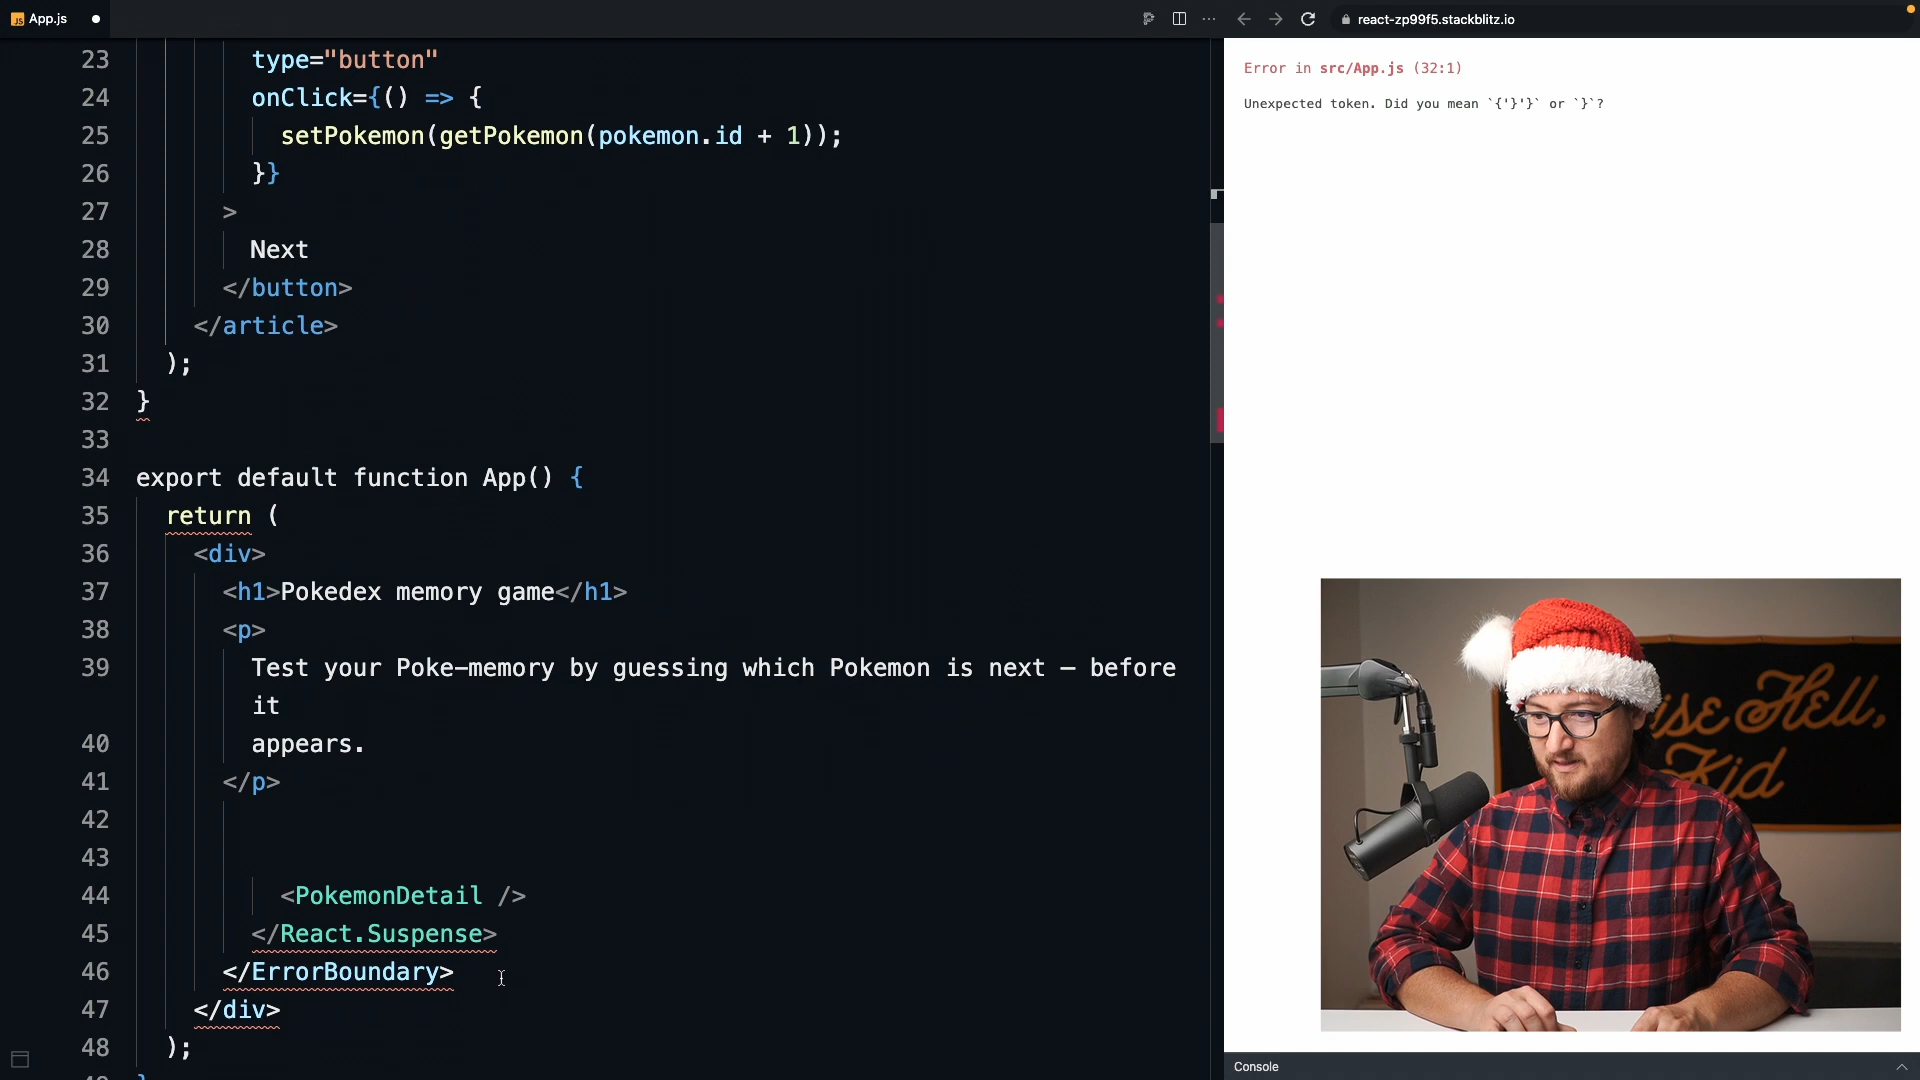 JS App.js
react-zp99f5.stackblitz.io
23 type="button"
24 onClick={() => {
25 setPokemon(getPokemon(pokemon.id + 1));
26 }}
27 >
28 Next
29 </button>
30 </article>
31 );
32 }
33
34 export default function App() {
35 return (
36 <div>
37 <h1>Pokedex memory game</h1>
38 <p>
39 Test your Poke-memory by guessing which Pokemon is next – before
it
40 appears.
41 </p>
42
43
44 <PokemonDetail />
45 </React.Suspense>
46 </ErrorBoundary>
47 </div>
48 );
Error in src/App.js (32:1)
Unexpected token. Did you mean `{'}'}` or `}`?
Hell,
Kid
Console